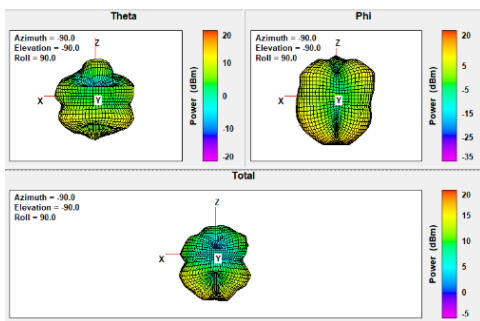 Theta
Azimuth = -90.0
Elevation = -90.0
Roll = 90.0
Z
X
Y
Power (dBm)
20
10
0
-10
-20
Phi
Azimuth = -90.0
Elevation = -90.0
Roll = 90.0
Z
X
Y
Power (dBm)
20
5
-5
-15
-25
-35
Total
Azimuth = -90.0
Elevation = -90.0
Roll = 90.0
Z
X
Y
Power (dBm)
20
15
10
5
0
-5